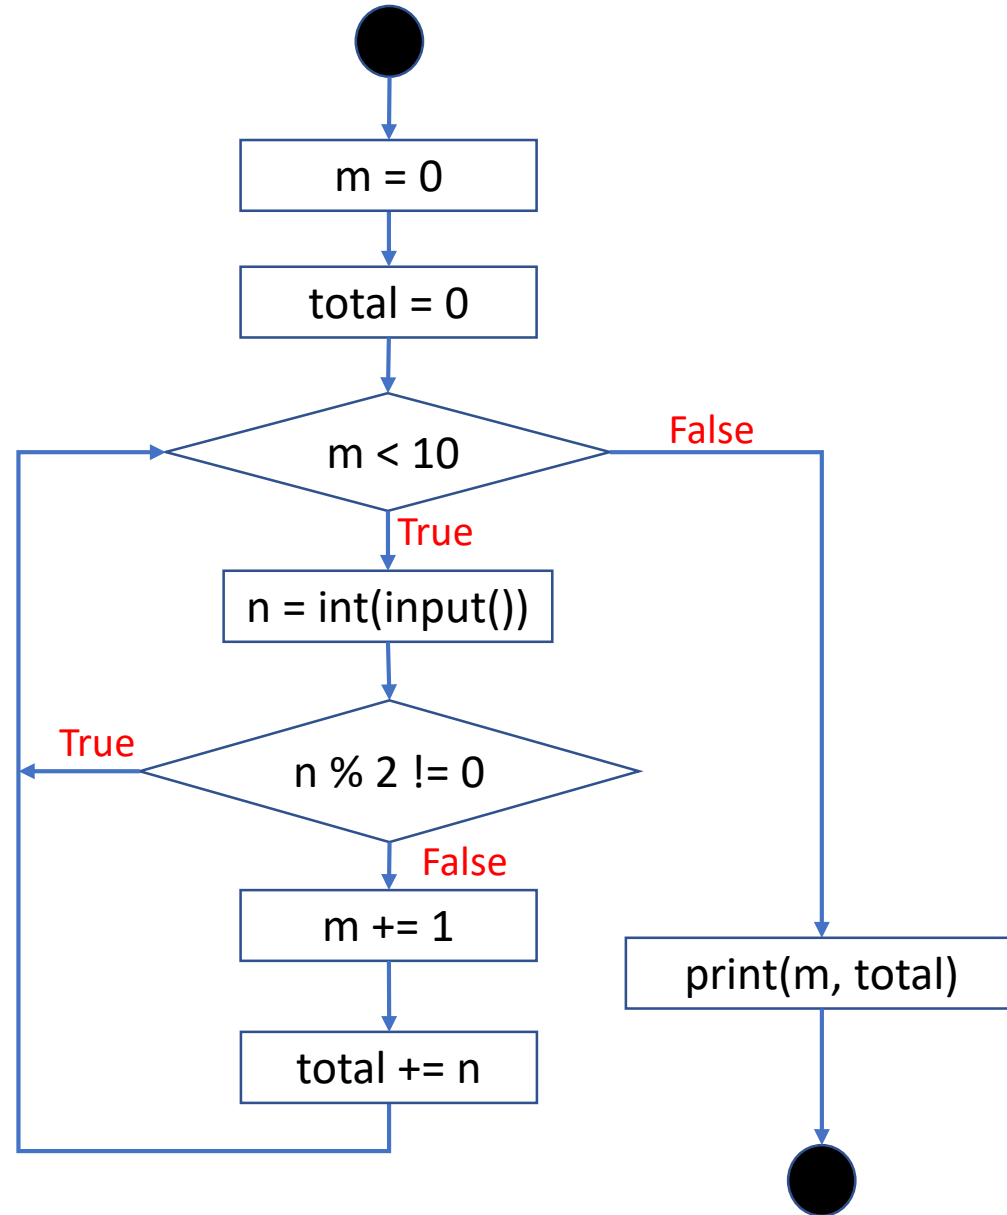 m = 0
total = 0
m < 10
False
True
n = int(input())
True
n % 2 != 0
False
m += 1
print(m, total)
total += n